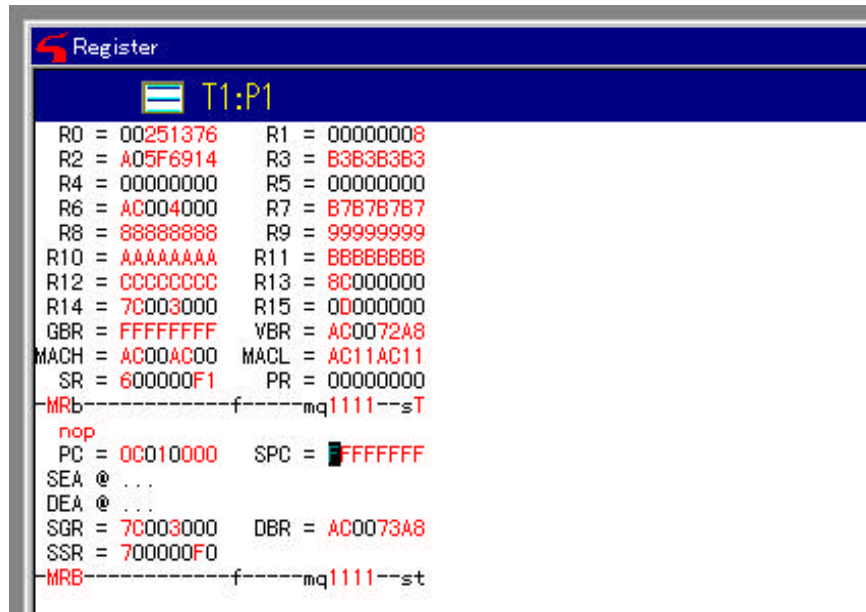 Register
T1:P1
R0 = 00251376 R1 = 00000008
R2 = A05F6914 R3 = B3B3B3B3
R4 = 00000000 R5 = 00000000
R6 = AC004000 R7 = B7B7B7B7
R8 = 88888888 R9 = 99999999
R10 = AAAAAAAA R11 = BBBBBBBB
R12 = CCCCCCCC R13 = 8C000000
R14 = 7C003000 R15 = 0D000000
GBR = FFFFFFFF VBR = AC0072A8
MACH = AC00AC00 MACL = AC11AC11
SR = 600000F1 PR = 00000000
-MRb------------f-----mq1111--sT
nop
PC = 0C010000 SPC = FFFFFFFF
SEA @ ...
DEA @ ...
SGR = 7C003000 DBR = AC0073A8
SSR = 700000F0
-MRB------------f-----mq1111--st